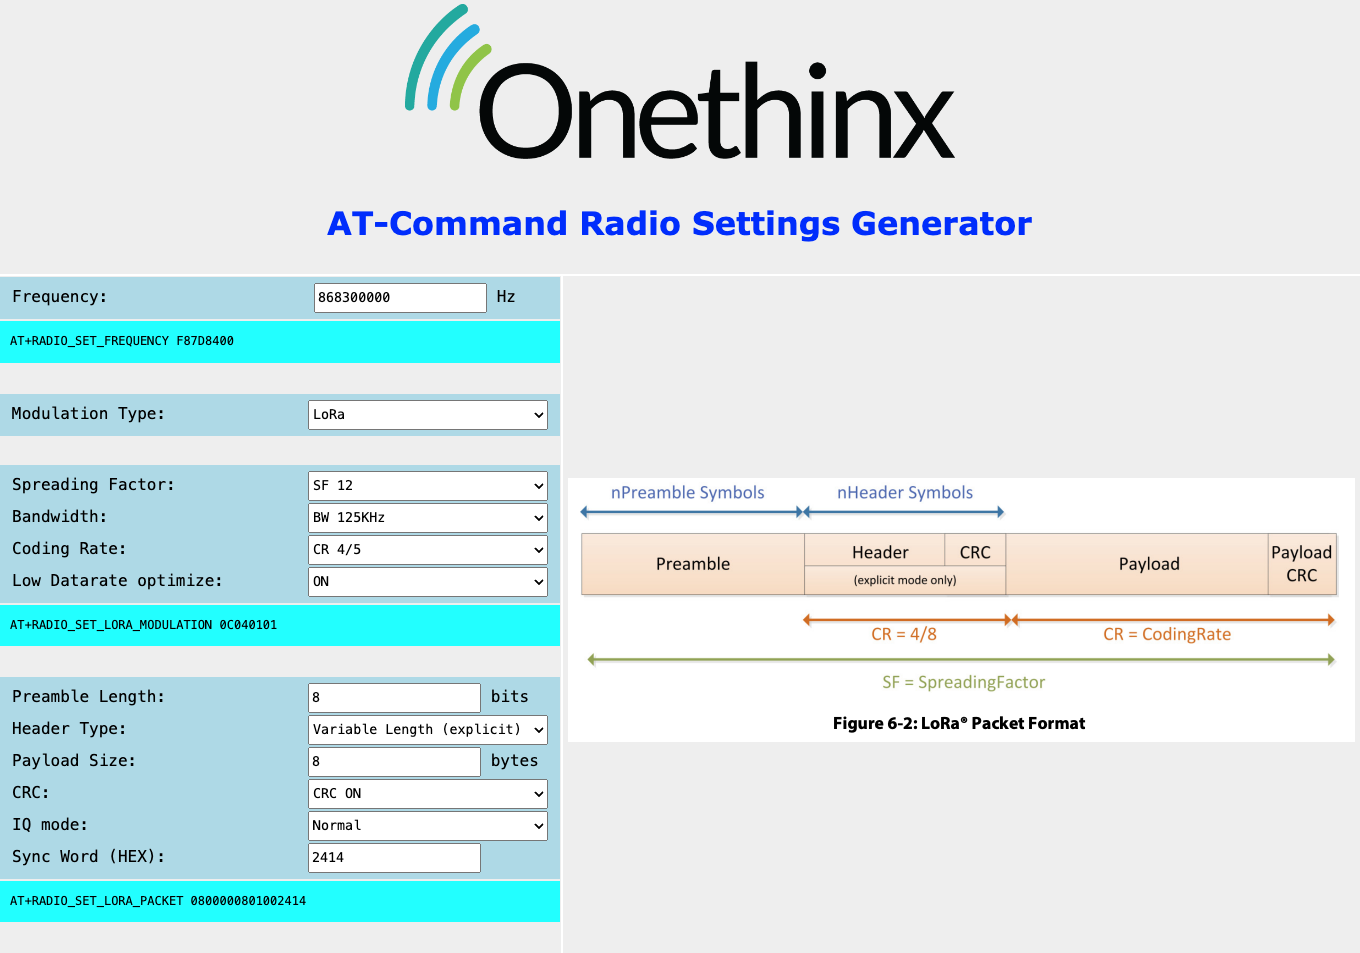 Onethinx
AT-Command Radio Settings Generator
Frequency: 868300000 Hz
AT+RADIO_SET_FREQUENCY F87D8400
Modulation Type: LoRa
Spreading Factor: SF 12
Bandwidth: BW 125KHz
Coding Rate: CR 4/5
Low Datarate optimize: ON
AT+RADIO_SET_LORA_MODULATION 0C040101
Preamble Length: 8 bits
Header Type: Variable Length (explicit)
Payload Size: 8 bytes
CRC: CRC ON
IQ mode: Normal
Sync Word (HEX): 2414
AT+RADIO_SET_LORA_PACKET 0800000801002414
nPreamble Symbols nHeader Symbols
Preamble Header CRC Payload Payload CRC
(explicit mode only)
CR = 4/8 CR = CodingRate
SF = SpreadingFactor
Figure 6-2: LoRa® Packet Format